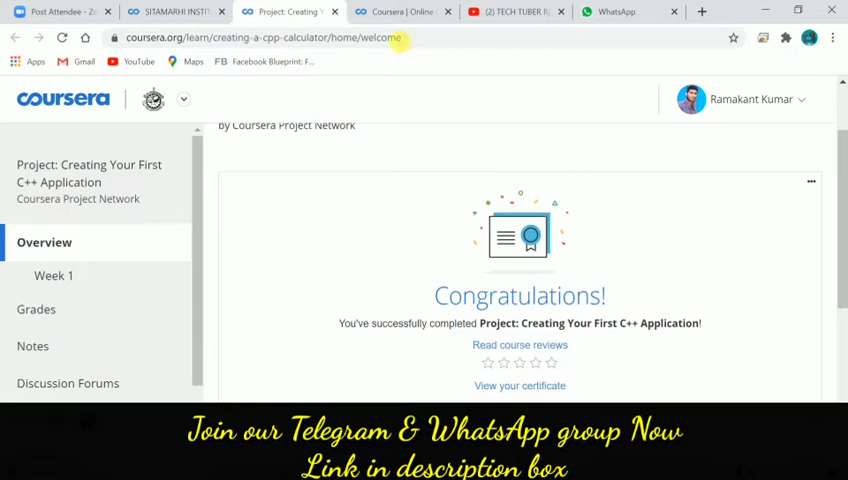 Post Attendee - Zo
SITAMARHI INSTIT
Project: Creating Y
Coursera | Online
(2) TECH TUBER R
WhatsApp
coursera.org/learn/creating-a-cpp-calculator/home/welcome
Apps
Gmail
YouTube
Maps
FB Facebook Blueprint: F...
coursera
Ramakant Kumar
by Coursera Project Network
Project: Creating Your First
C++ Application
Coursera Project Network
Overview
Week 1
Grades
Notes
Discussion Forums
Congratulations!
You've successfully completed Project: Creating Your First C++ Application!
Read course reviews
View your certificate
Join our Telegram & WhatsApp group Now
Link in description box